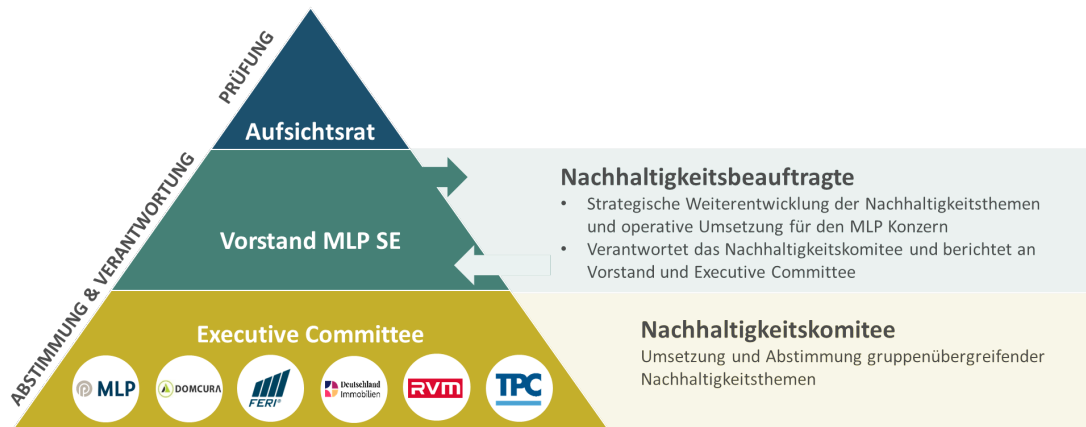 PRÜFUNG
Aufsichtsrat
ABSTIMMUNG & VERANTWORTUNG
Vorstand MLP SE
Nachhaltigkeitsbeauftragte
• Strategische Weiterentwicklung der Nachhaltigkeitsthemen
und operative Umsetzung für den MLP Konzern
• Verantwortet das Nachhaltigkeitskomitee und berichtet an
Vorstand und Executive Committee
Executive Committee
MLP
DOMCURA
FERI®
Deutschland
Immobilien
RVM
TPC
Nachhaltigkeitskomitee
Umsetzung und Abstimmung gruppenübergreifender
Nachhaltigkeitsthemen